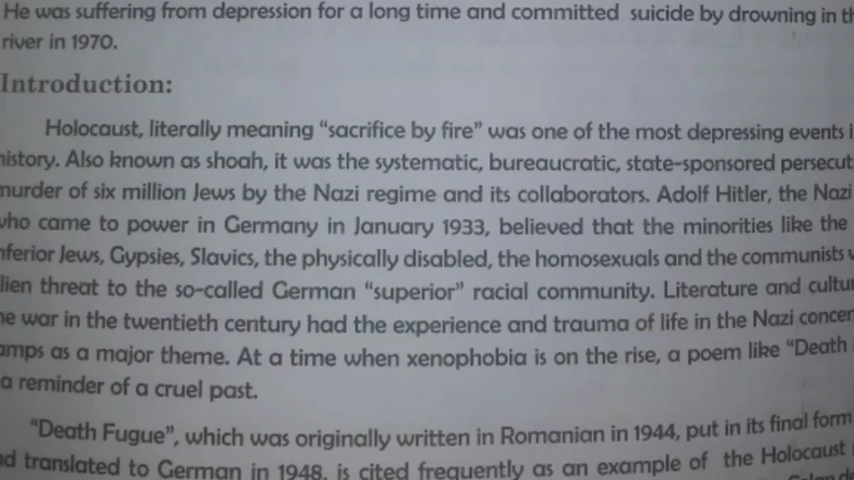 He was suffering from depression for a long time and committed suicide by drowning in th
river in 1970.
Introduction:
Holocaust, literally meaning “sacrifice by fire” was one of the most depressing events i
history. Also known as shoah, it was the systematic, bureaucratic, state-sponsored persecut
murder of six million Jews by the Nazi regime and its collaborators. Adolf Hitler, the Nazi
who came to power in Germany in January 1933, believed that the minorities like the
nferior Jews, Gypsies, Slavics, the physically disabled, the homosexuals and the communists w
lien threat to the so-called German “superior” racial community. Literature and cultur
he war in the twentieth century had the experience and trauma of life in the Nazi concen
amps as a major theme. At a time when xenophobia is on the rise, a poem like “Death
a reminder of a cruel past.
“Death Fugue”, which was originally written in Romanian in 1944, put in its final form
nd translated to German in 1948, is cited frequently as an example of the Holocaust